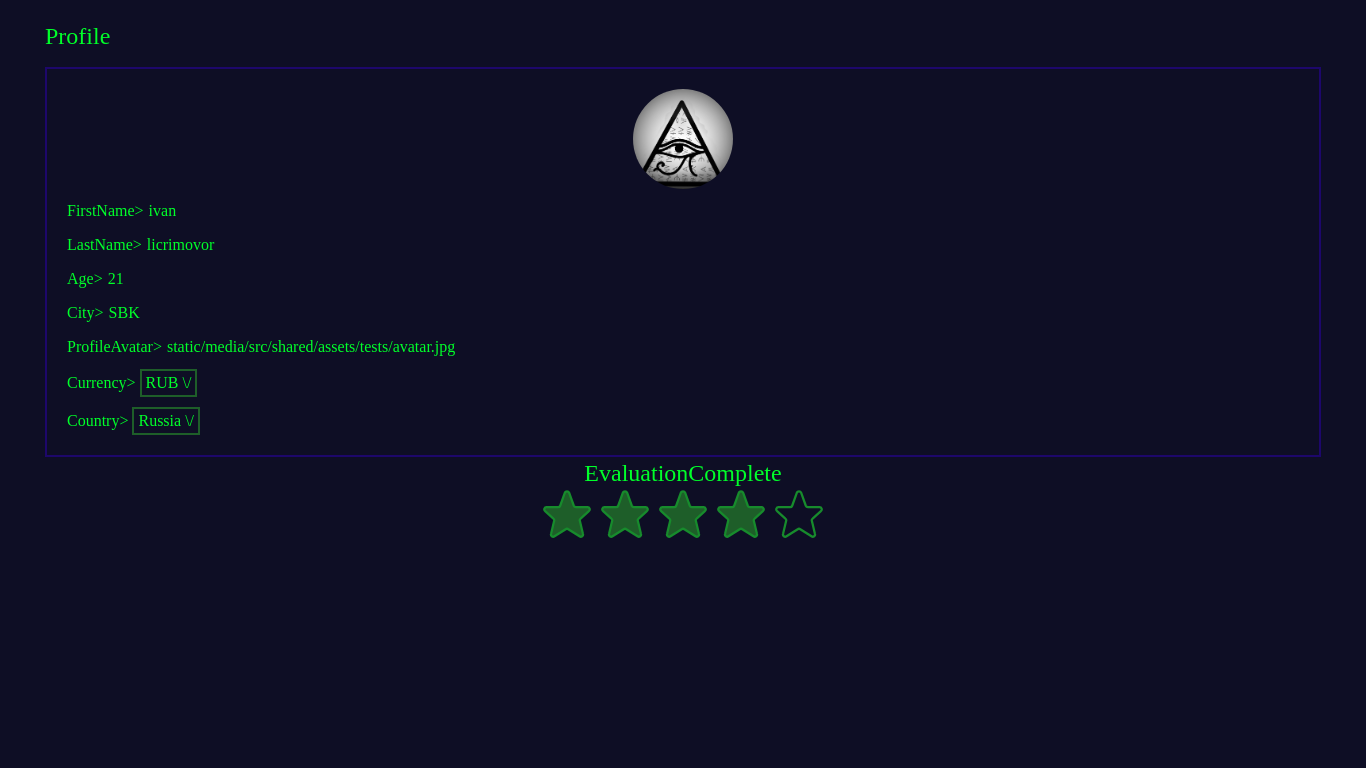 Profile
FirstName> ivan
LastName> licrimovor
Age> 21
City> SBK
ProfileAvatar> static/media/src/shared/assets/tests/avatar.jpg
Currency> RUB \/
Country> Russia \/
EvaluationComplete